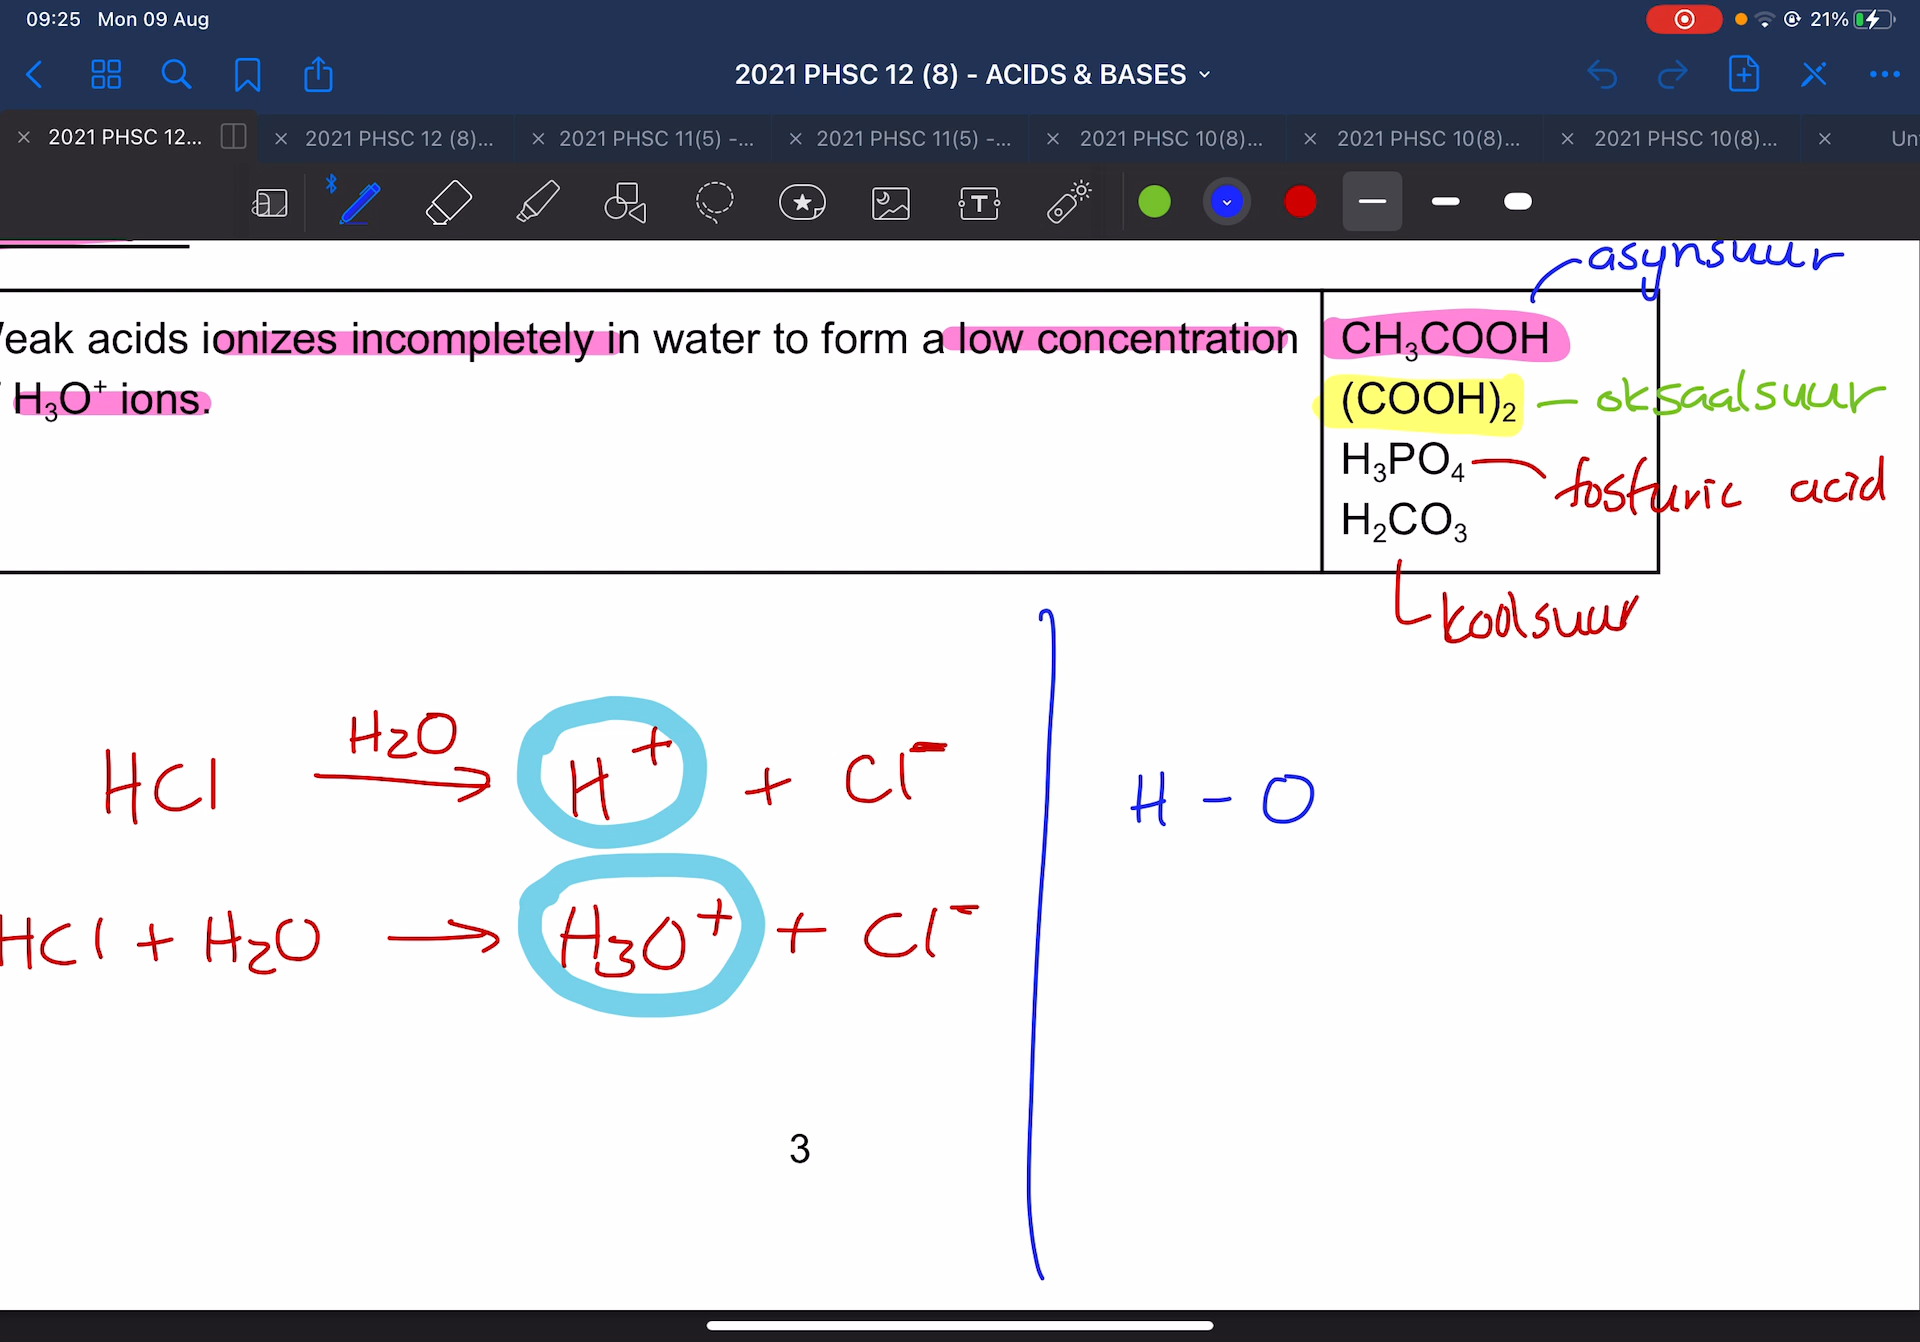 09:25 Mon 09 Aug
21%
2021 PHSC 12 (8) - ACIDS & BASES
2021 PHSC 12...
2021 PHSC 12 (8)...
2021 PHSC 11(5) -...
2021 PHSC 11(5) -...
2021 PHSC 10(8)...
2021 PHSC 10(8)...
2021 PHSC 10(8)...
Un
asynsuur
eak acids ionizes incompletely in water to form a low concentration
H₃O⁺ ions.
CH₃COOH
(COOH)₂ – oksaalsuur
H₃PO₄ fosfuric acid
H₂CO₃
koolsuur
HCl H₂O → H⁺ + Cl⁻
H - O
HCl + H₂O → H₃O⁺ + Cl⁻
3